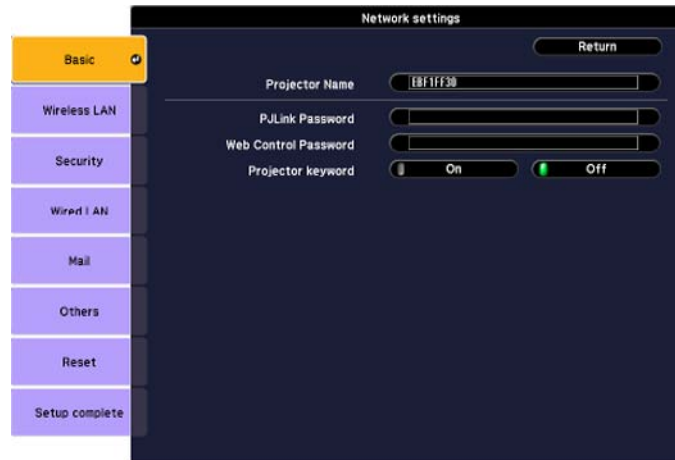 Network settings
Return
Basic
Projector Name EBF1FF30
Wireless LAN
PJLink Password
Web Control Password
Security
Projector keyword On Off
Wired LAN
Mail
Others
Reset
Setup complete